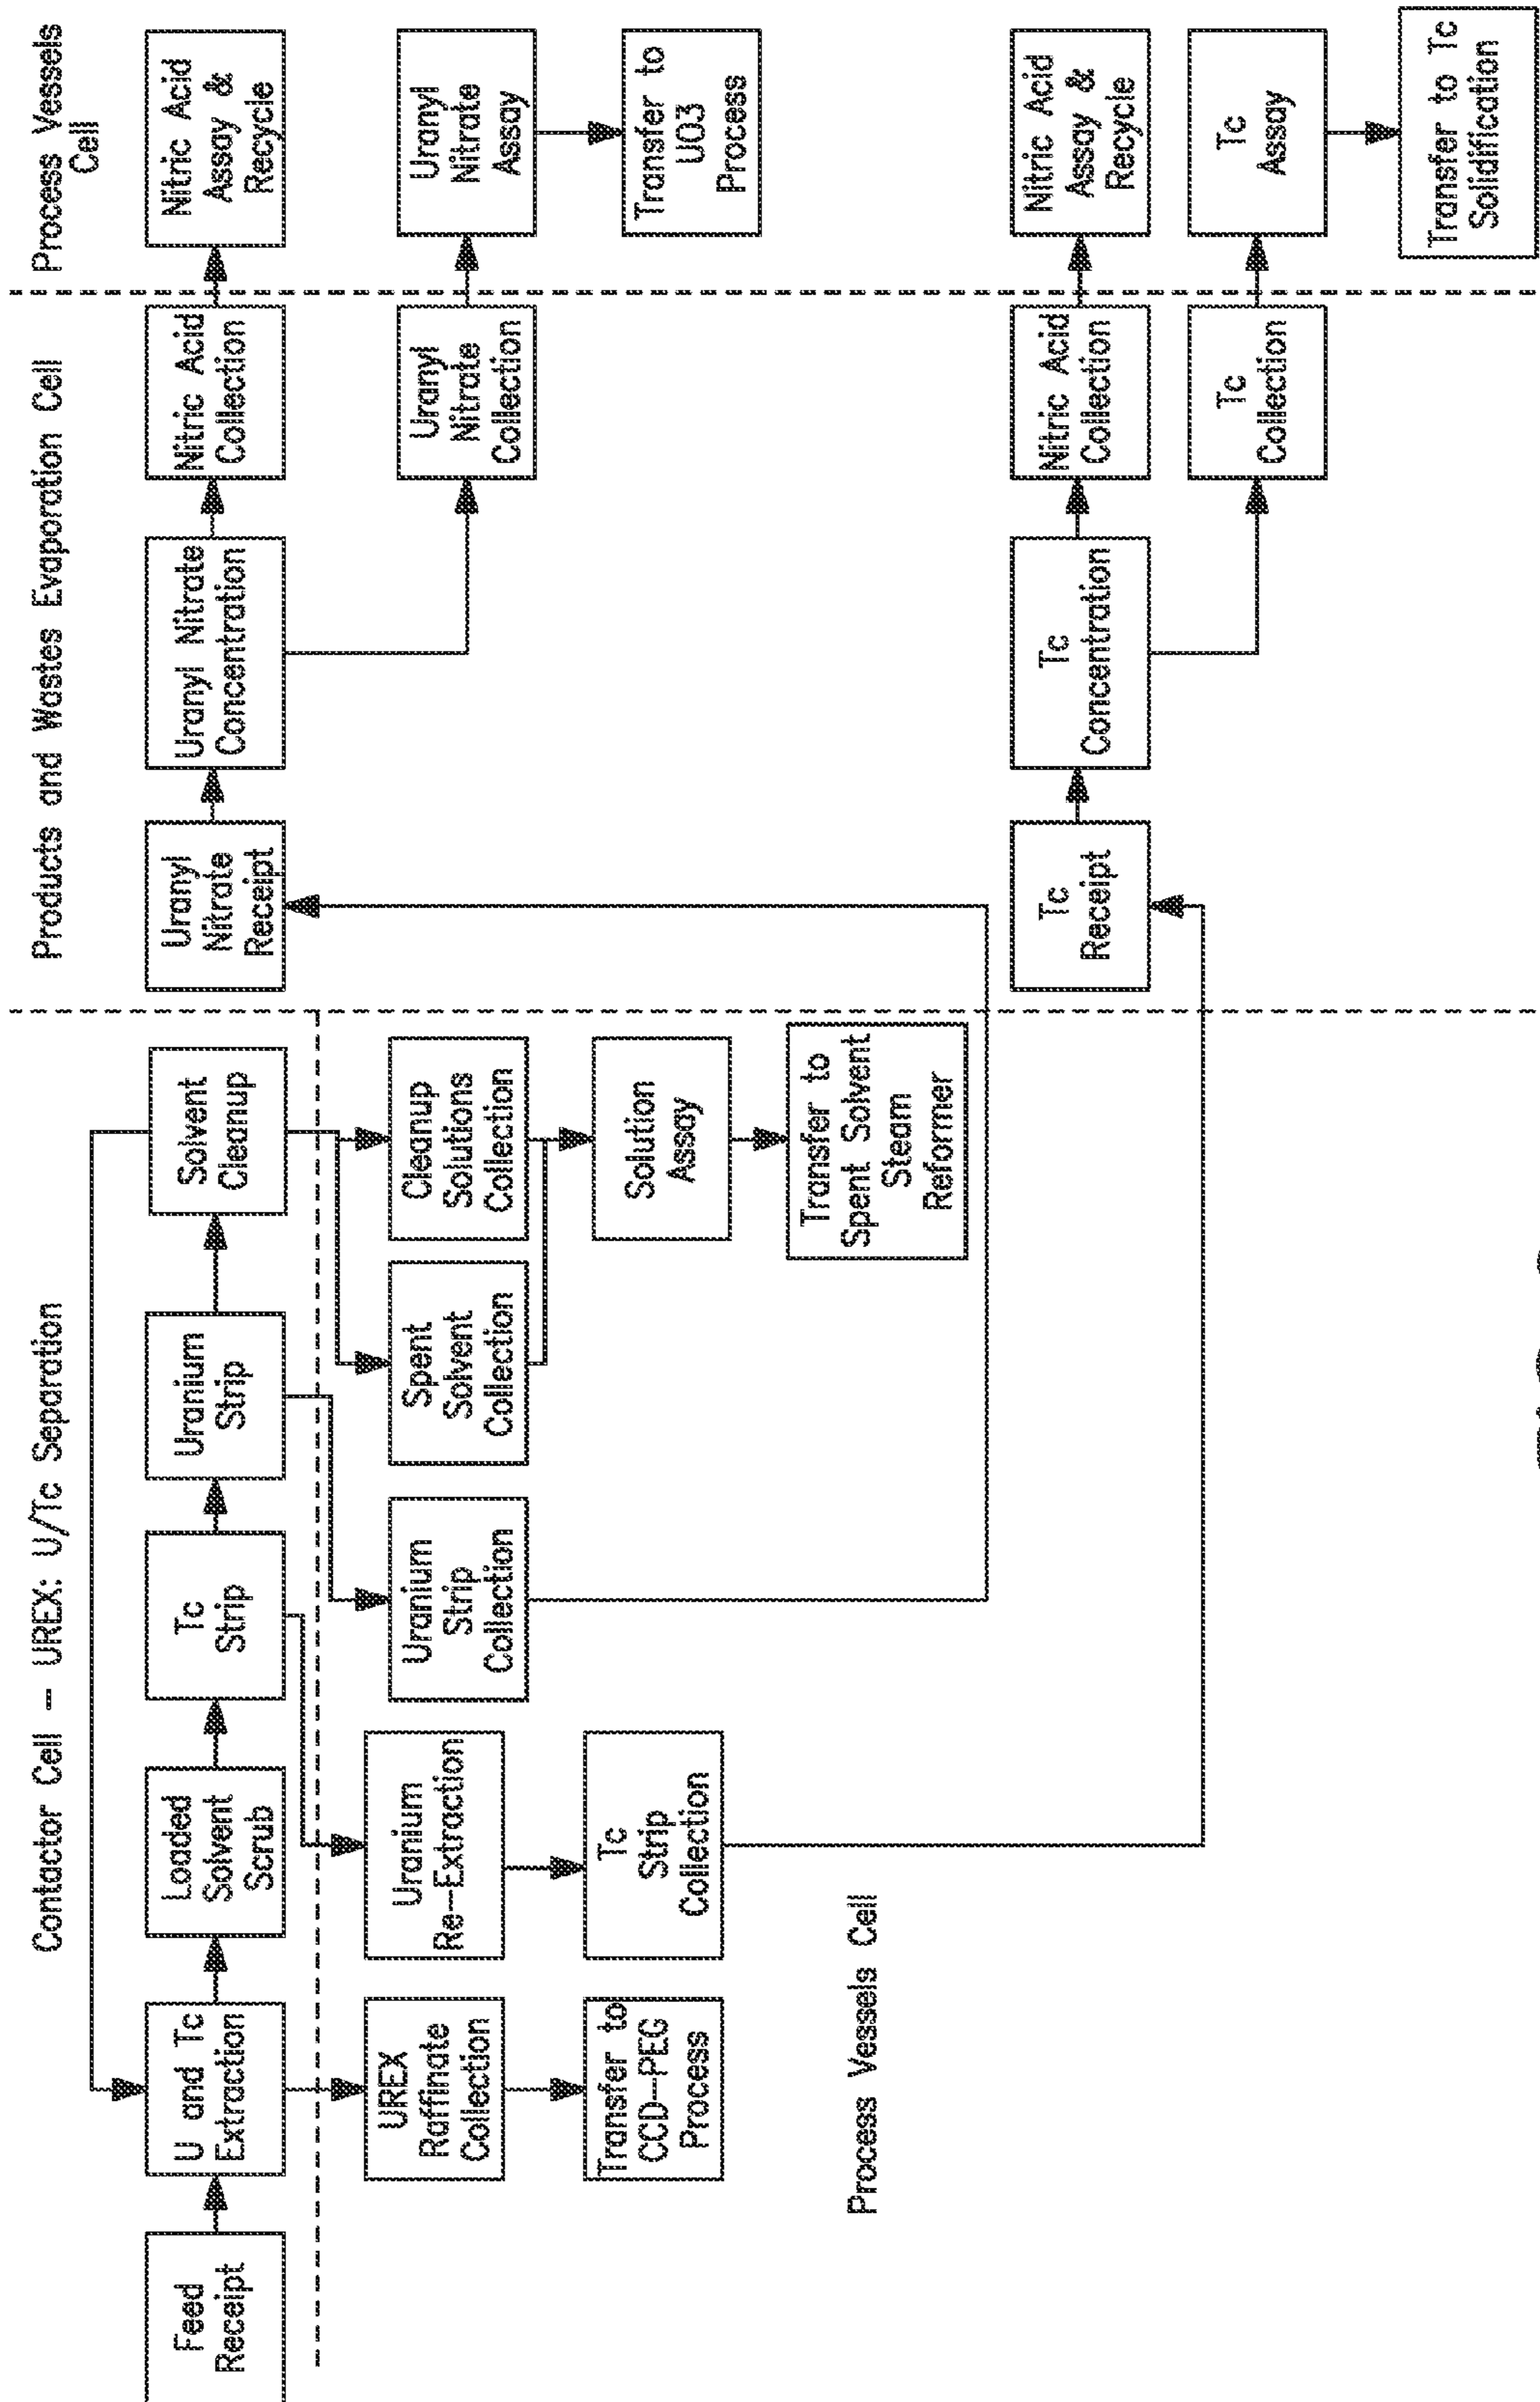 Contactor Cell -- UREX: U/Tc Separation
Products and Wastes Evaporation Cell
Process Vessels
Cell
Feed
Receipt
U and Tc
Extraction
Loaded
Solvent
Scrub
Tc
Strip
Uranium
Strip
Solvent
Cleanup
Uranyl
Nitrate
Receipt
Uranyl Nitrate
Concentration
Nitric Acid
Collection
Nitric Acid
Assay &
Recycle
UREX
Raffinate
Collection
Uranium
Re--Extraction
Uranium
Strip
Collection
Spent
Solvent
Collection
Cleanup
Solutions
Collection
Uranyl
Nitrate
Collection
Uranyl
Nitrate
Assay
Transfer to
CCD--PEG
Process
Tc
Strip
Collection
Solution
Assay
Transfer to
UO3
Process
Transfer to
Spent Solvent
Steam
Reformer
Process Vessels Cell
Tc
Receipt
Tc
Concentration
Nitric Acid
Collection
Nitric Acid
Assay &
Recycle
Tc
Collection
Tc
Assay
Transfer to Tc
Solidification